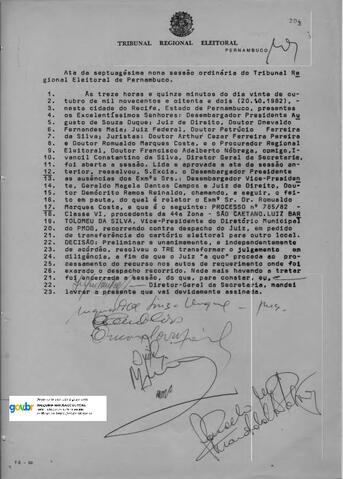 203
TRIBUNAL REGIONAL ELEITORAL
PERNAMBUCO
Ata da septuagésima nona sessão ordinária do Tribunal Re
gional Eleitoral de Pernambuco.
1. Às treze horas e quinze minutos do dia vinte de ou-
2. tubro de mil novecentos e oitenta e dois (20.10.1982),
3. nesta cidade do Recife, Estado de Pernambuco, presentes
4. os Excelentíssimos Senhores: Desembargador Presidente Au
5. gusto de Souza Duque; Juiz de Direito, Doutor Dnevaldo
6. Fernandes Maia; Juiz Federal, Doutor Petrúcio Ferreira
7. da Silva; Juristas: Doutor Arthur Cezar Ferreira Pereira
8. e Doutor Romualdo Marques Costa, e o Procurador Regional
9. Eleitoral, Doutor Francisco Adalberto Nóbrega, comigo,
10. vancil Constantino da Silva, Diretor Geral da Secretaria,
11. foi aberta a sessão. Lida e aprovada a ata da sessão an-
12. terior, ressalvou, S.Excia. o Desembargador Presidente
13. as ausências dos Exmºs Srs. Desembargador Vice-Presiden
14. te, Geraldo Magela Dantas Campos e Juiz de Direito, Dou-
15. tor Demócrito Ramos Reinaldo, chamando, a seguir, o fei-
16. to em pauta, do qual é relator o Exmº Sr. Dr. Romualdo
17. Marques Costa, e que é o seguinte: PROCESSO nº 785/82 -
18. Classe VI, procedente da 44ª Zona - SÃO CAETANO. LUIZ BAR
19. TOLOMEU DA SILVA, Vice-Presidente do Diretório Municipal
20. do PMDB, recorrendo contra despacho do Juiz, em pedido
21. de transferência do cartório eleitoral para outro local.
22. DECISÃO: Preliminar e unanimemente, e independentemente
23. de acórdão, resolveu o TRE transformar o julgamento em
24. diligência, a fim de que o Juiz "a quo" proceda ao pro-
25. cessamento do recurso nos autos de requerimento onde foi
26. exarado o despacho recorrido. Nada mais havendo a tratar
21. foi encerrada a sessão, do que, para constar, eu,
22. Diretor-Geral da Secretaria, mandei
23. lavrar a presente que vai devidamente assinada.
gov.br